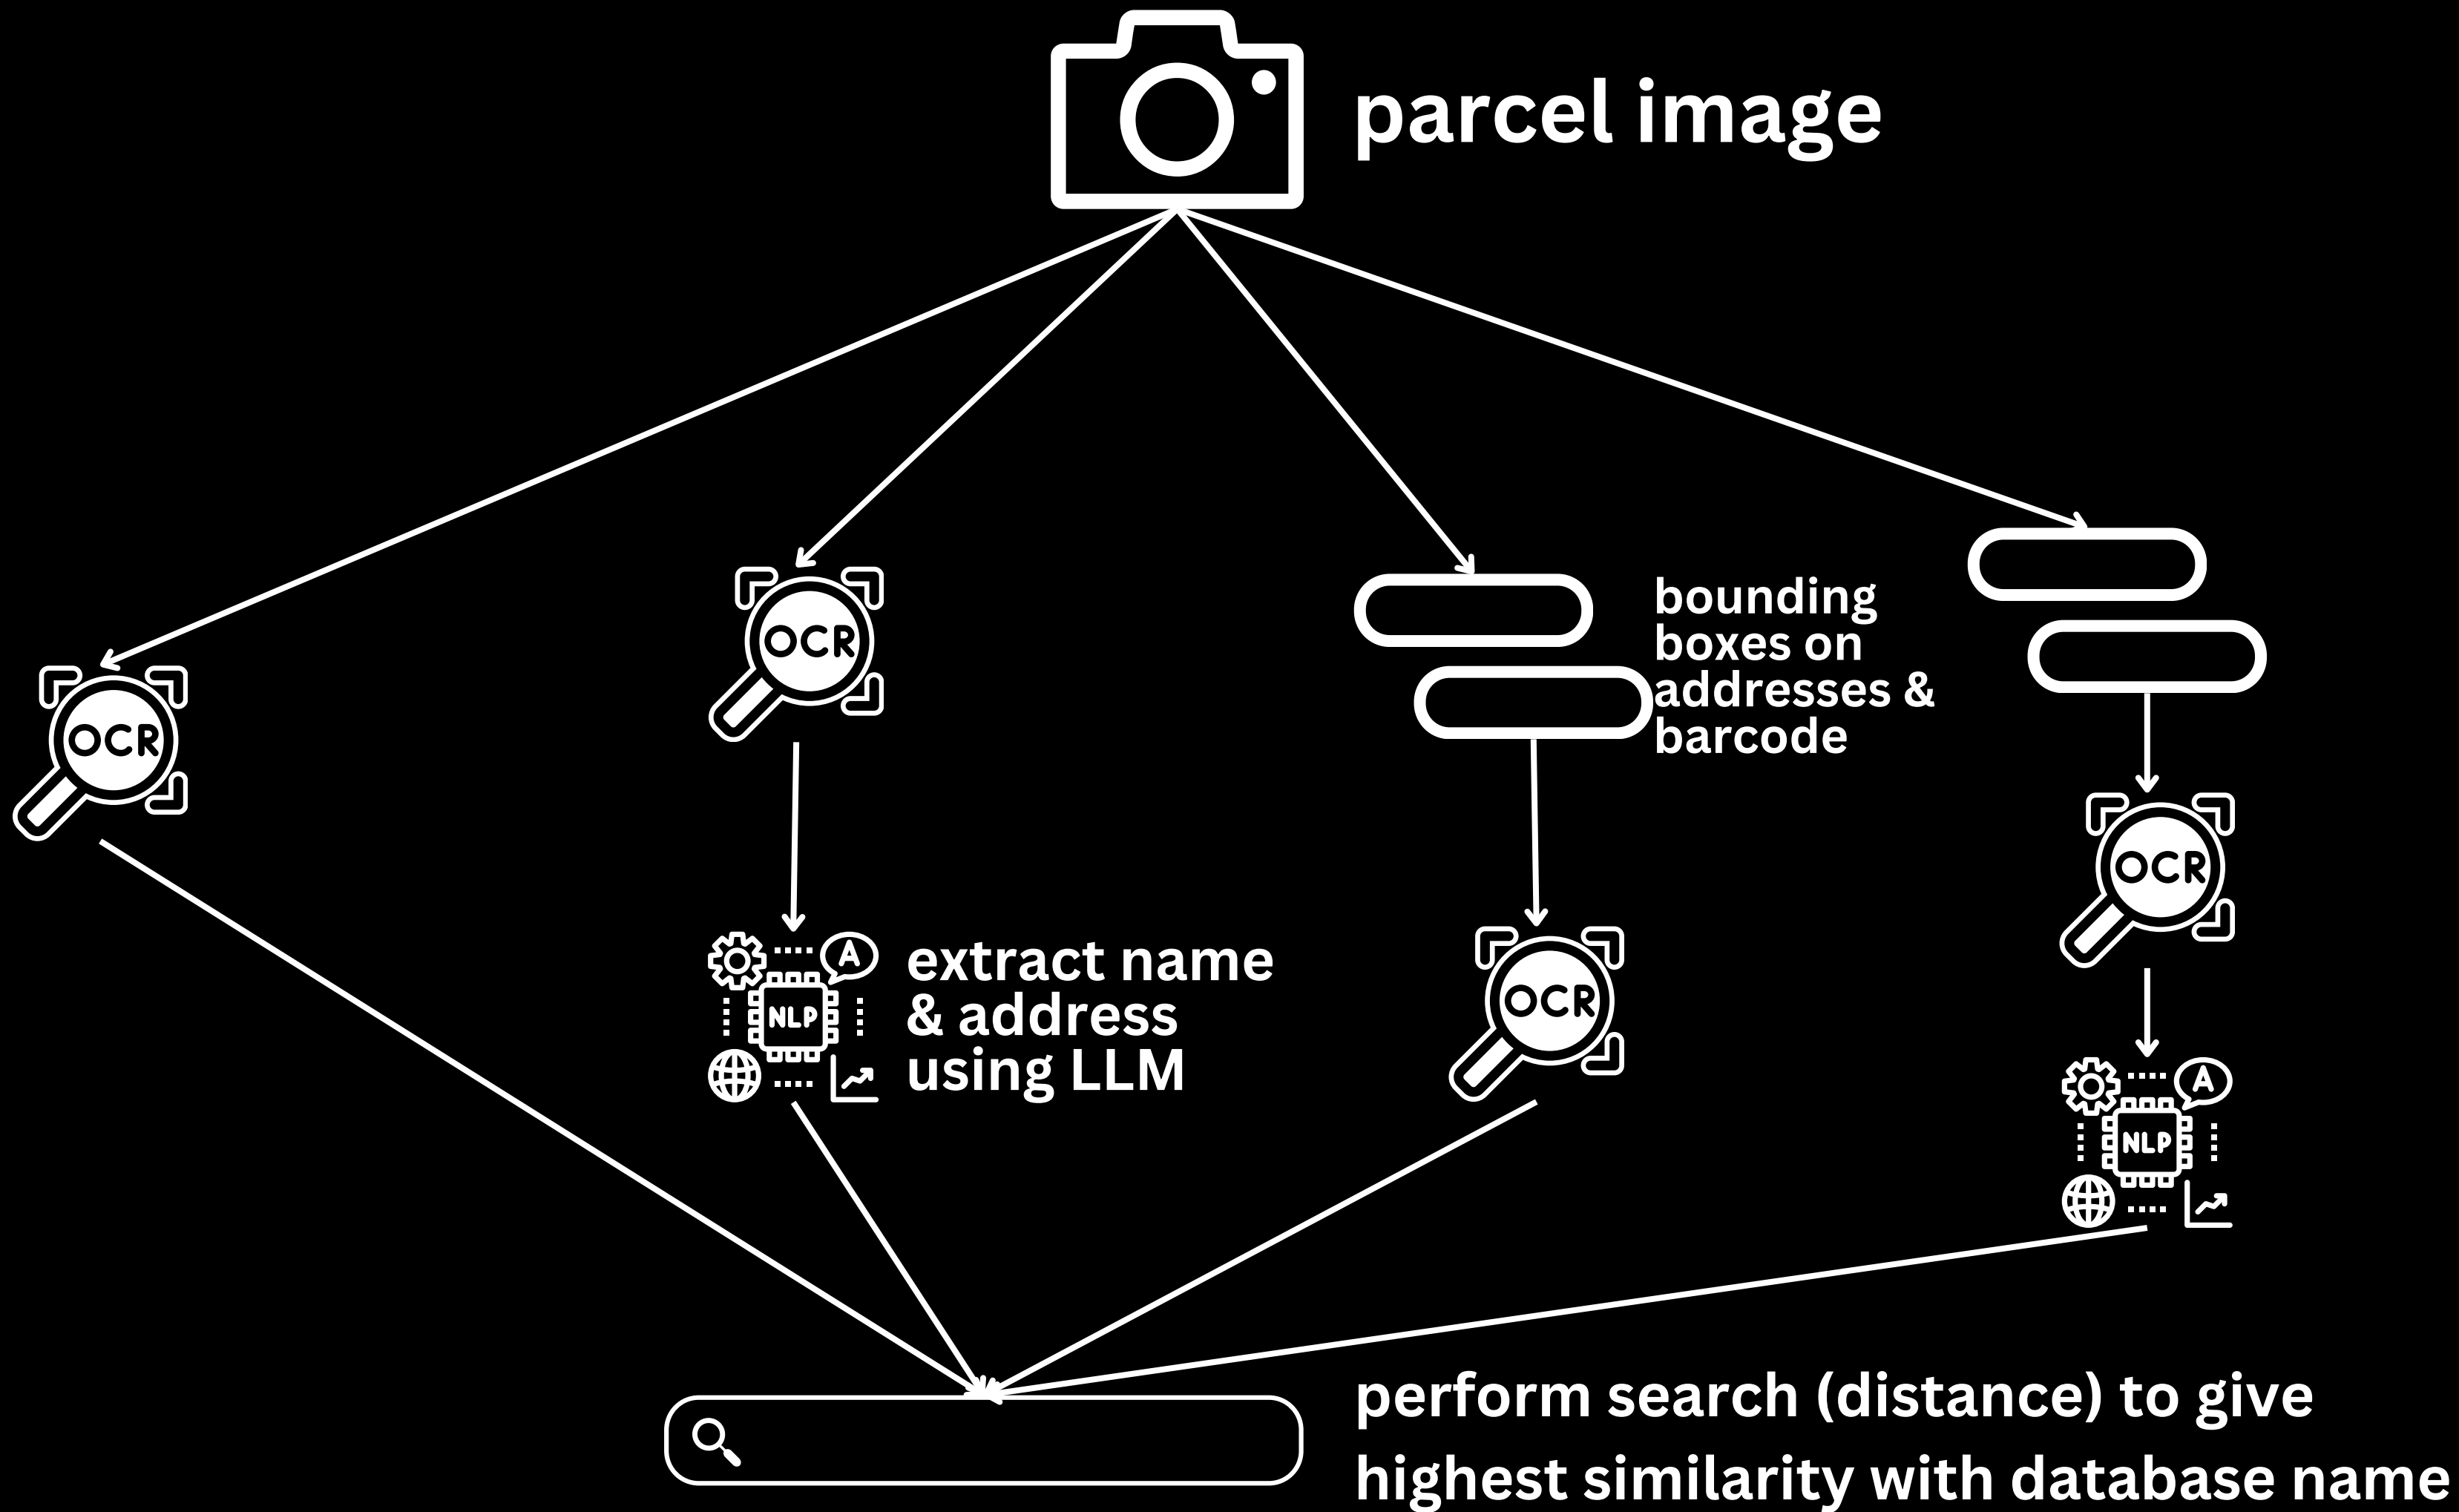 parcel image
OCR
OCR
bounding
boxes on
addresses &
barcode
OCR
OCR
A
NLP
extract name
& address
using LLM
A
NLP
perform search (distance) to give
highest similarity with database name